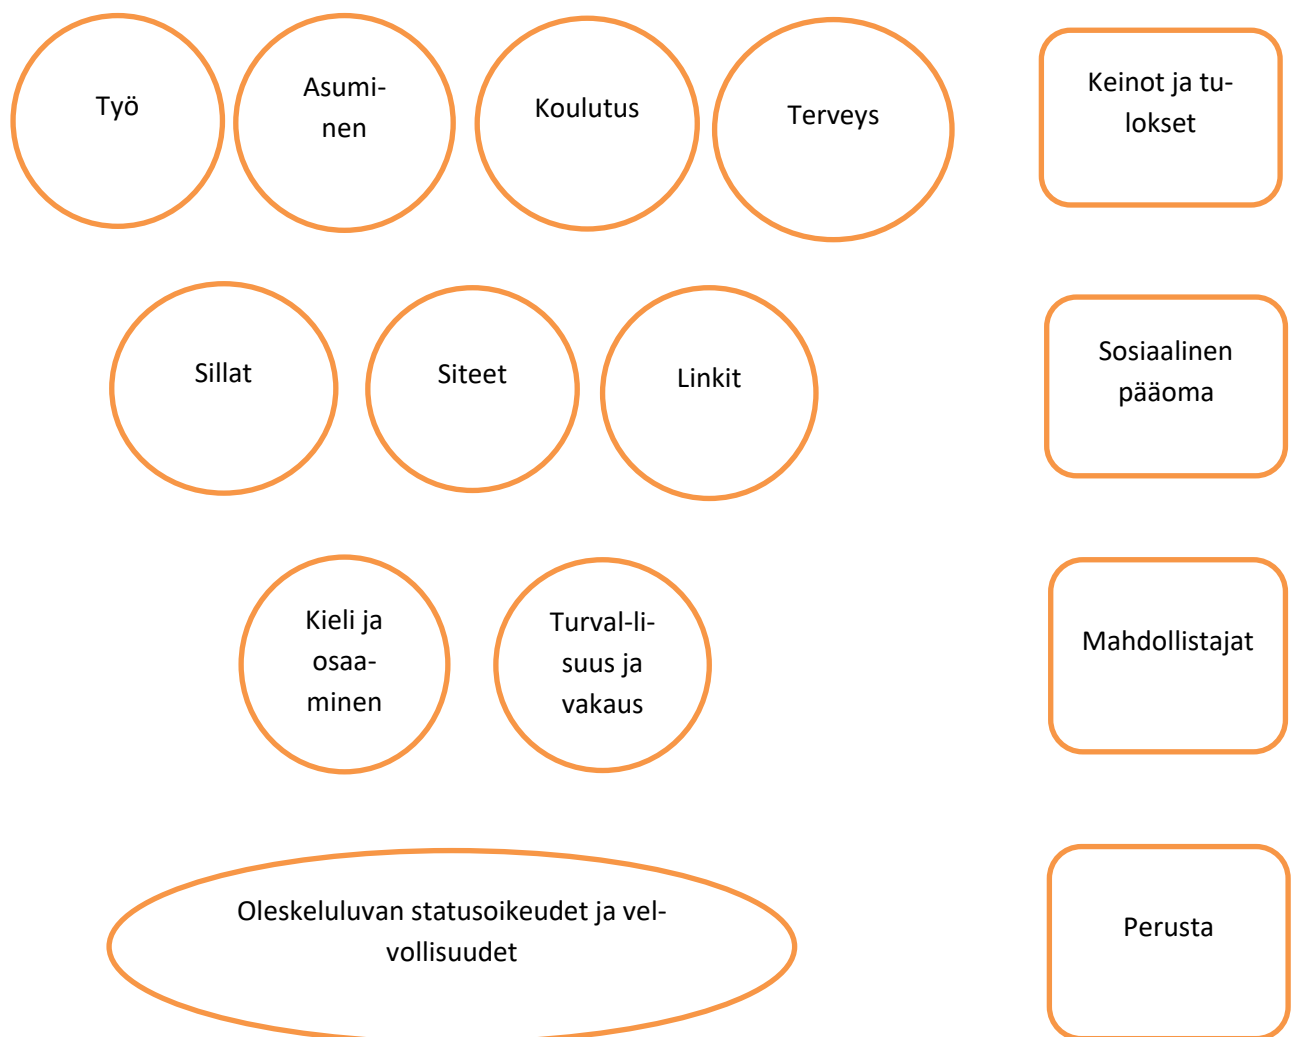 Työ
Asumi-
nen
Koulutus
Terveys
Keinot ja tu-
lokset
Sillat
Siteet
Linkit
Sosiaalinen
pääoma
Kieli ja
osaa-
minen
Turval-li-
suus ja
vakaus
Mahdollistajat
Oleskeluluvan statusoikeudet ja vel-
vollisuudet
Perusta